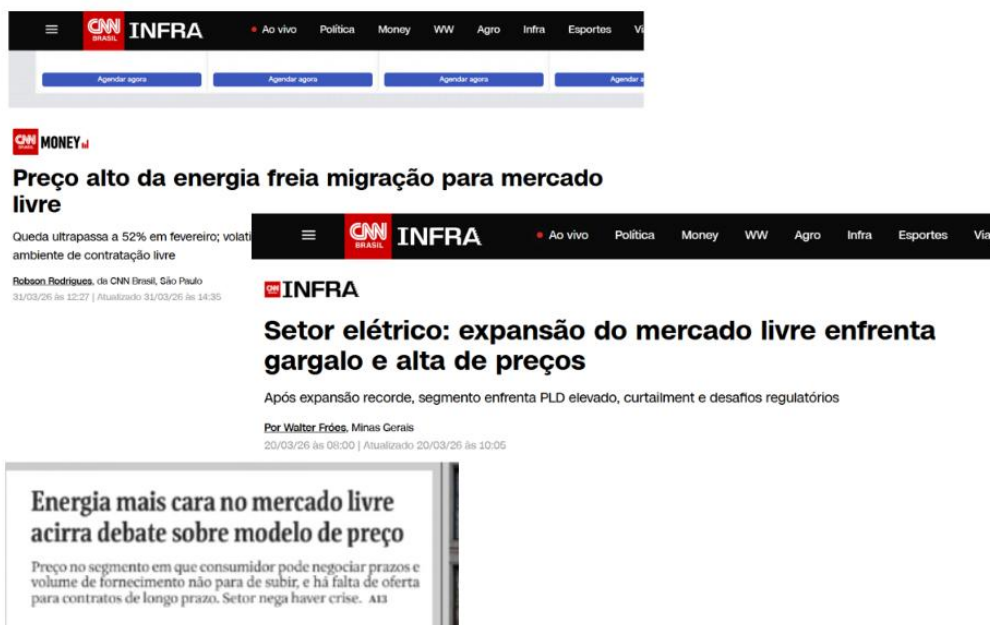 CNN BRASIL INFRA Ao vivo Política Money WW Agro Infra Esportes
Agendar agora Agendar agora Agendar agora Agendar
CNN BRASIL MONEY
Preço alto da energia freia migração para mercado
livre
Queda ultrapassa a 52% em fevereiro;
ambiente de contratação livre
Robson Rodrigues, da CNN Brasil, São Paulo
31/03/26 às 12:27 | Atualizado 31/03/26 às 14:35
CNN BRASIL INFRA Ao vivo Política Money WW Agro Infra Esportes
CNN INFRA
Setor elétrico: expansão do mercado livre enfrenta
gargalo e alta de preços
Após expansão recorde, segmento enfrenta PLD elevado, curtailment e desafios regulatórios
Por Walter Fróes, Minas Gerais
20/03/26 às 08:00 | Atualizado 20/03/26 às 10:05
Energia mais cara no mercado livre
acirra debate sobre modelo de preço
Preço no segmento em que consumidor pode negociar prazos e
volume de fornecimento não para de subir, e há falta de oferta
para contratos de longo prazo. Setor nega haver crise. A13